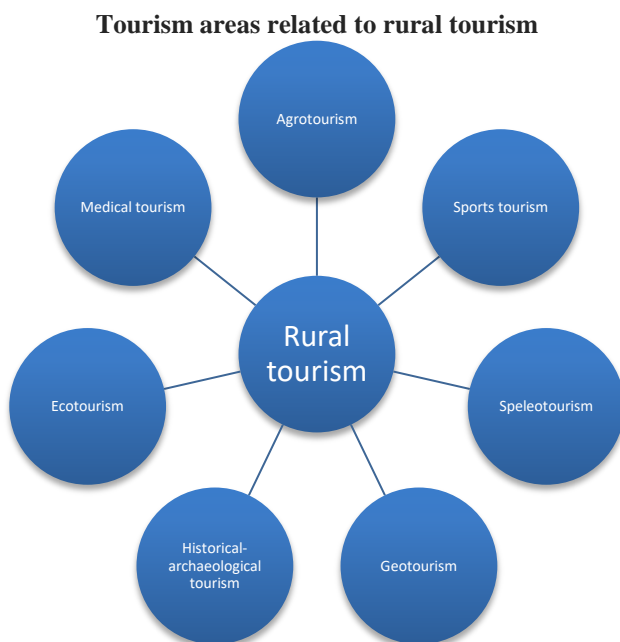 Tourism areas related to rural tourism
Agrotourism
Medical tourism
Sports tourism
Rural
tourism
Ecotourism
Speleotourism
Historical-
archaeological
tourism
Geotourism